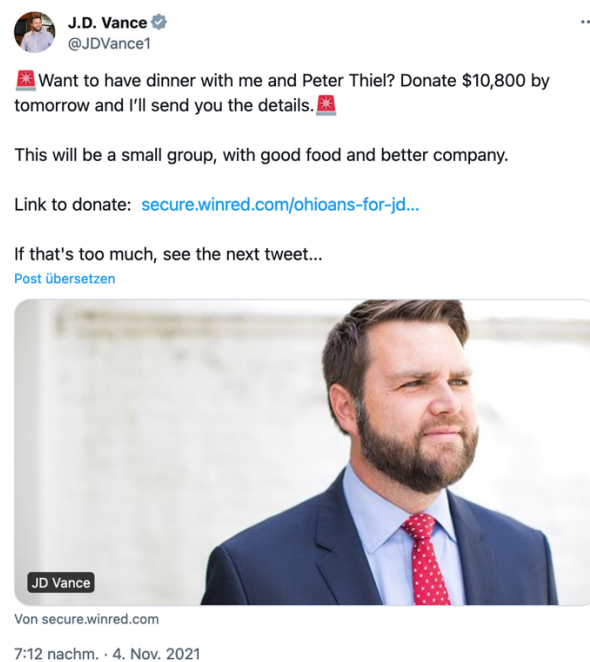 J.D. Vance
@JDVance1
🚨Want to have dinner with me and Peter Thiel? Donate $10,800 by
tomorrow and I’ll send you the details.🚨
This will be a small group, with good food and better company.
Link to donate: secure.winred.com/ohioans-for-jd...
If that's too much, see the next tweet...
Post übersetzen
JD Vance
Von secure.winred.com
7:12 nachm. · 4. Nov. 2021